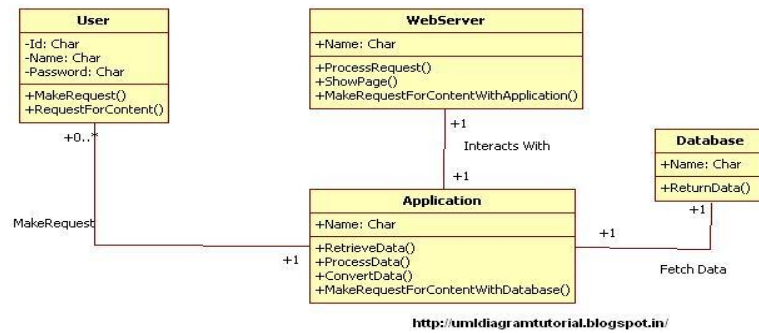 User
-Id: Char
-Name: Char
-Password: Char
+MakeRequest()
+RequestForContent()
+0..*
MakeRequest
+1
WebServer
+Name: Char
+ProcessRequest()
+ShowPage()
+MakeRequestForContentWithApplication()
+1
Interacts With
+1
Application
+Name: Char
+RetrieveData()
+ProcessData()
+ConvertData()
+MakeRequestForContentWithDatabase()
Database
+Name: Char
+ReturnData()
+1
+1
Fetch Data
http://umldiagramtutorial.blogspot.in/